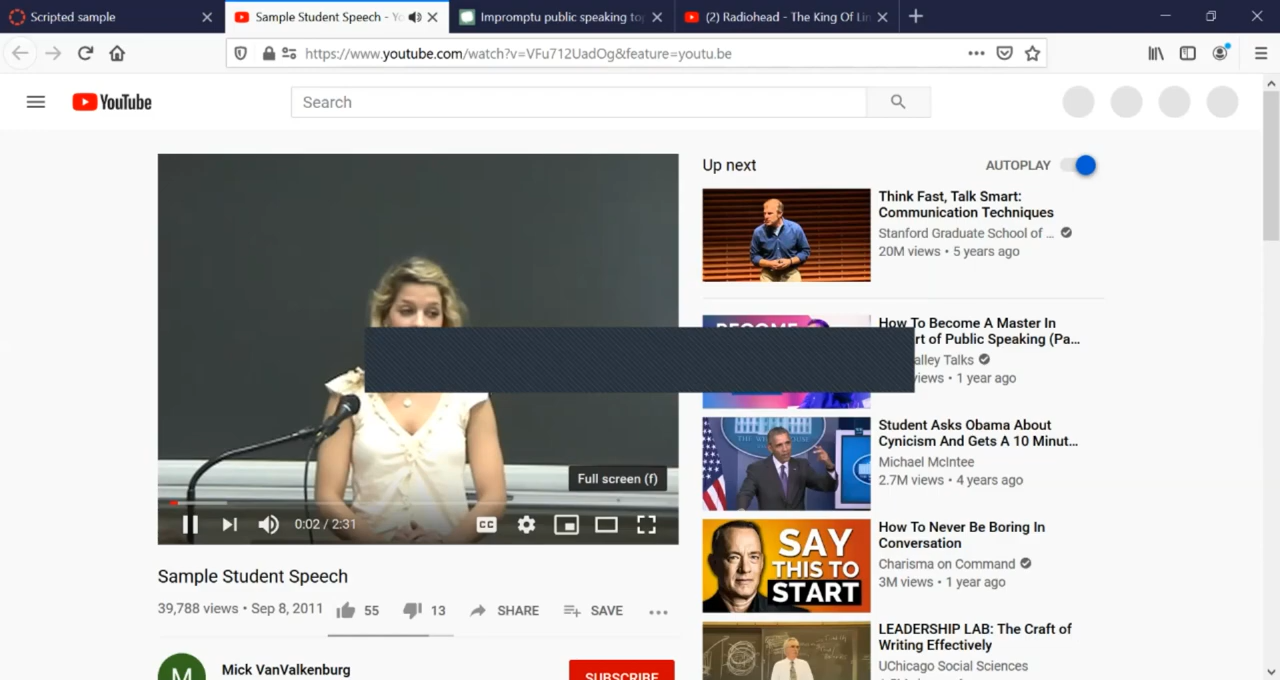 Scripted sample
Sample Student Speech - Yo
Impromptu public speaking to
(2) Radiohead - The King Of Lim
https://www.youtube.com/watch?v=VFu712UadOg&feature=youtu.be
YouTube
Search
Up next
AUTOPLAY
Think Fast, Talk Smart:
Communication Techniques
Stanford Graduate School of ...
20M views • 5 years ago
BECOME
How To Become A Master In
rt of Public Speaking (Pa...
alley Talks
views • 1 year ago
THE WHITE HOUSE
Student Asks Obama About
Cynicism And Gets A 10 Minut...
Michael McIntee
2.7M views • 4 years ago
SAY
THIS TO
START
How To Never Be Boring In
Conversation
Charisma on Command
3M views • 1 year ago
LEADERSHIP LAB: The Craft of
Writing Effectively
UChicago Social Sciences
Full screen (f)
0:02 / 2:31
CC
Sample Student Speech
39,788 views • Sep 8, 2011
55
13
SHARE
SAVE
M
Mick VanValkenburg
SUBSCRIBE